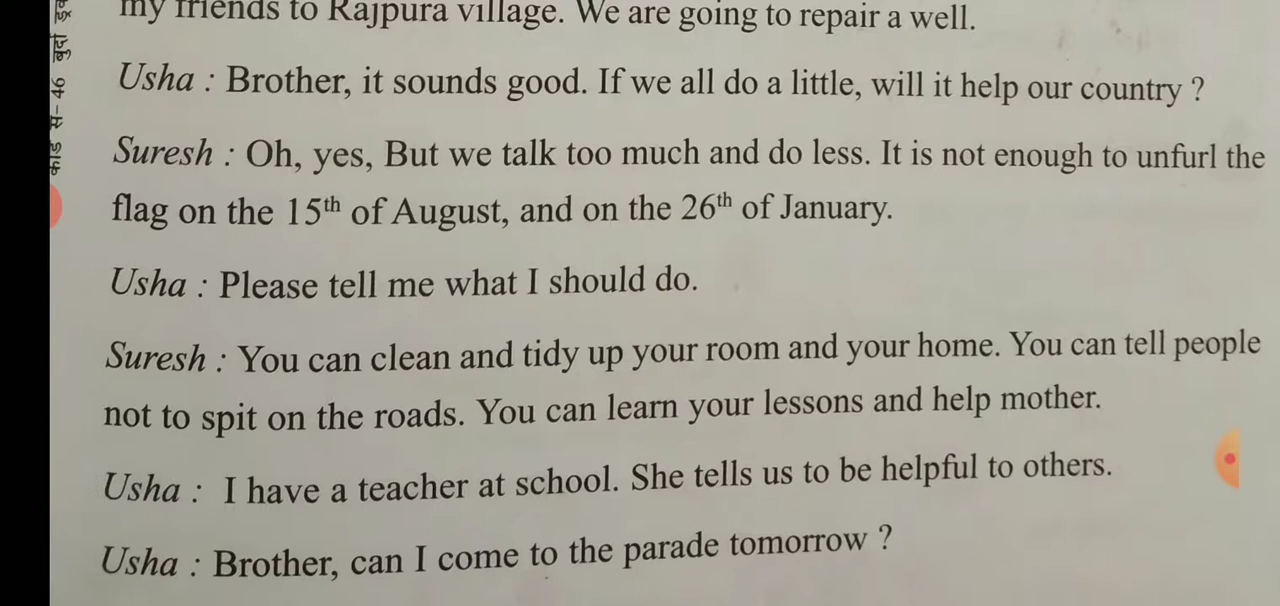 my friends to Rajpura village. We are going to repair a well.
Usha : Brother, it sounds good. If we all do a little, will it help our country ?
Suresh : Oh, yes, But we talk too much and do less. It is not enough to unfurl the
flag on the 15th of August, and on the 26th of January.
Usha : Please tell me what I should do.
Suresh : You can clean and tidy up your room and your home. You can tell people
not to spit on the roads. You can learn your lessons and help mother.
Usha : I have a teacher at school. She tells us to be helpful to others.
Usha : Brother, can I come to the parade tomorrow ?